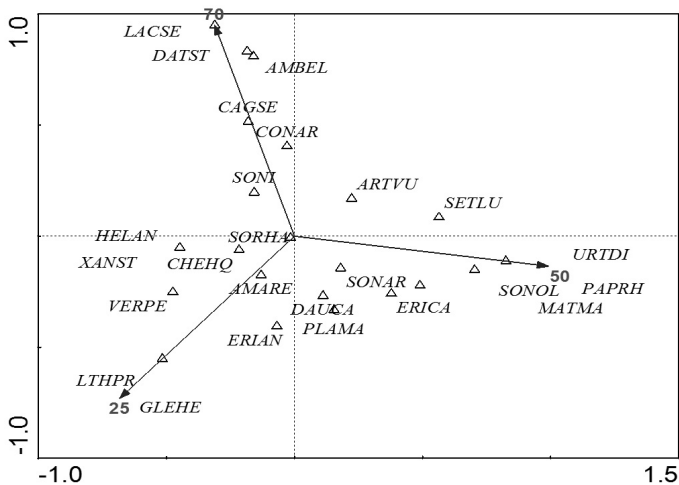 1.0
70
LACSE
DATST
AMBEL
CAGSE
CONAR
SONI
ARTVU
SETLU
HELAN
SORHA
XANST
CHEHQ
URTDI
50
VERPE
AMARE
SONAR
SONOL
PAPRH
DAUCA
ERICA
MATMA
ERIAN
PLAMA
LTHPR
25
GLEHE
-1.0
-1.0
1.5